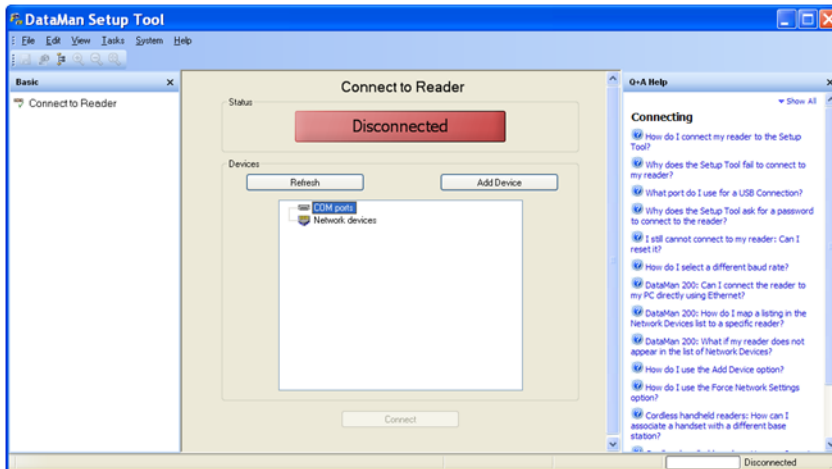 DataMan Setup Tool
File Edit View Tasks System Help
Basic
Connect to Reader
Connect to Reader
Status
Disconnected
Devices
Refresh
Add Device
COM ports
Network devices
Connect
Q+A Help
Show All
Connecting
How do I connect my reader to the Setup
Tool?
Why does the Setup Tool fail to connect to
my reader?
What port do I use for a USB Connection?
Why does the Setup Tool ask for a password
to connect to the reader?
I still cannot connect to my reader: Can I
reset it?
How do I select a different baud rate?
DataMan 200: Can I connect the reader to
my PC directly using Ethernet?
DataMan 200: How do I map a listing in the
Network Devices list to a specific reader?
DataMan 200: What if my reader does not
appear in the list of Network Devices?
How do I use the Add Device option?
How do I use the Force Network Settings
option?
Cordless handheld readers: How can I
associate a handset with a different base
station?
Disconnected